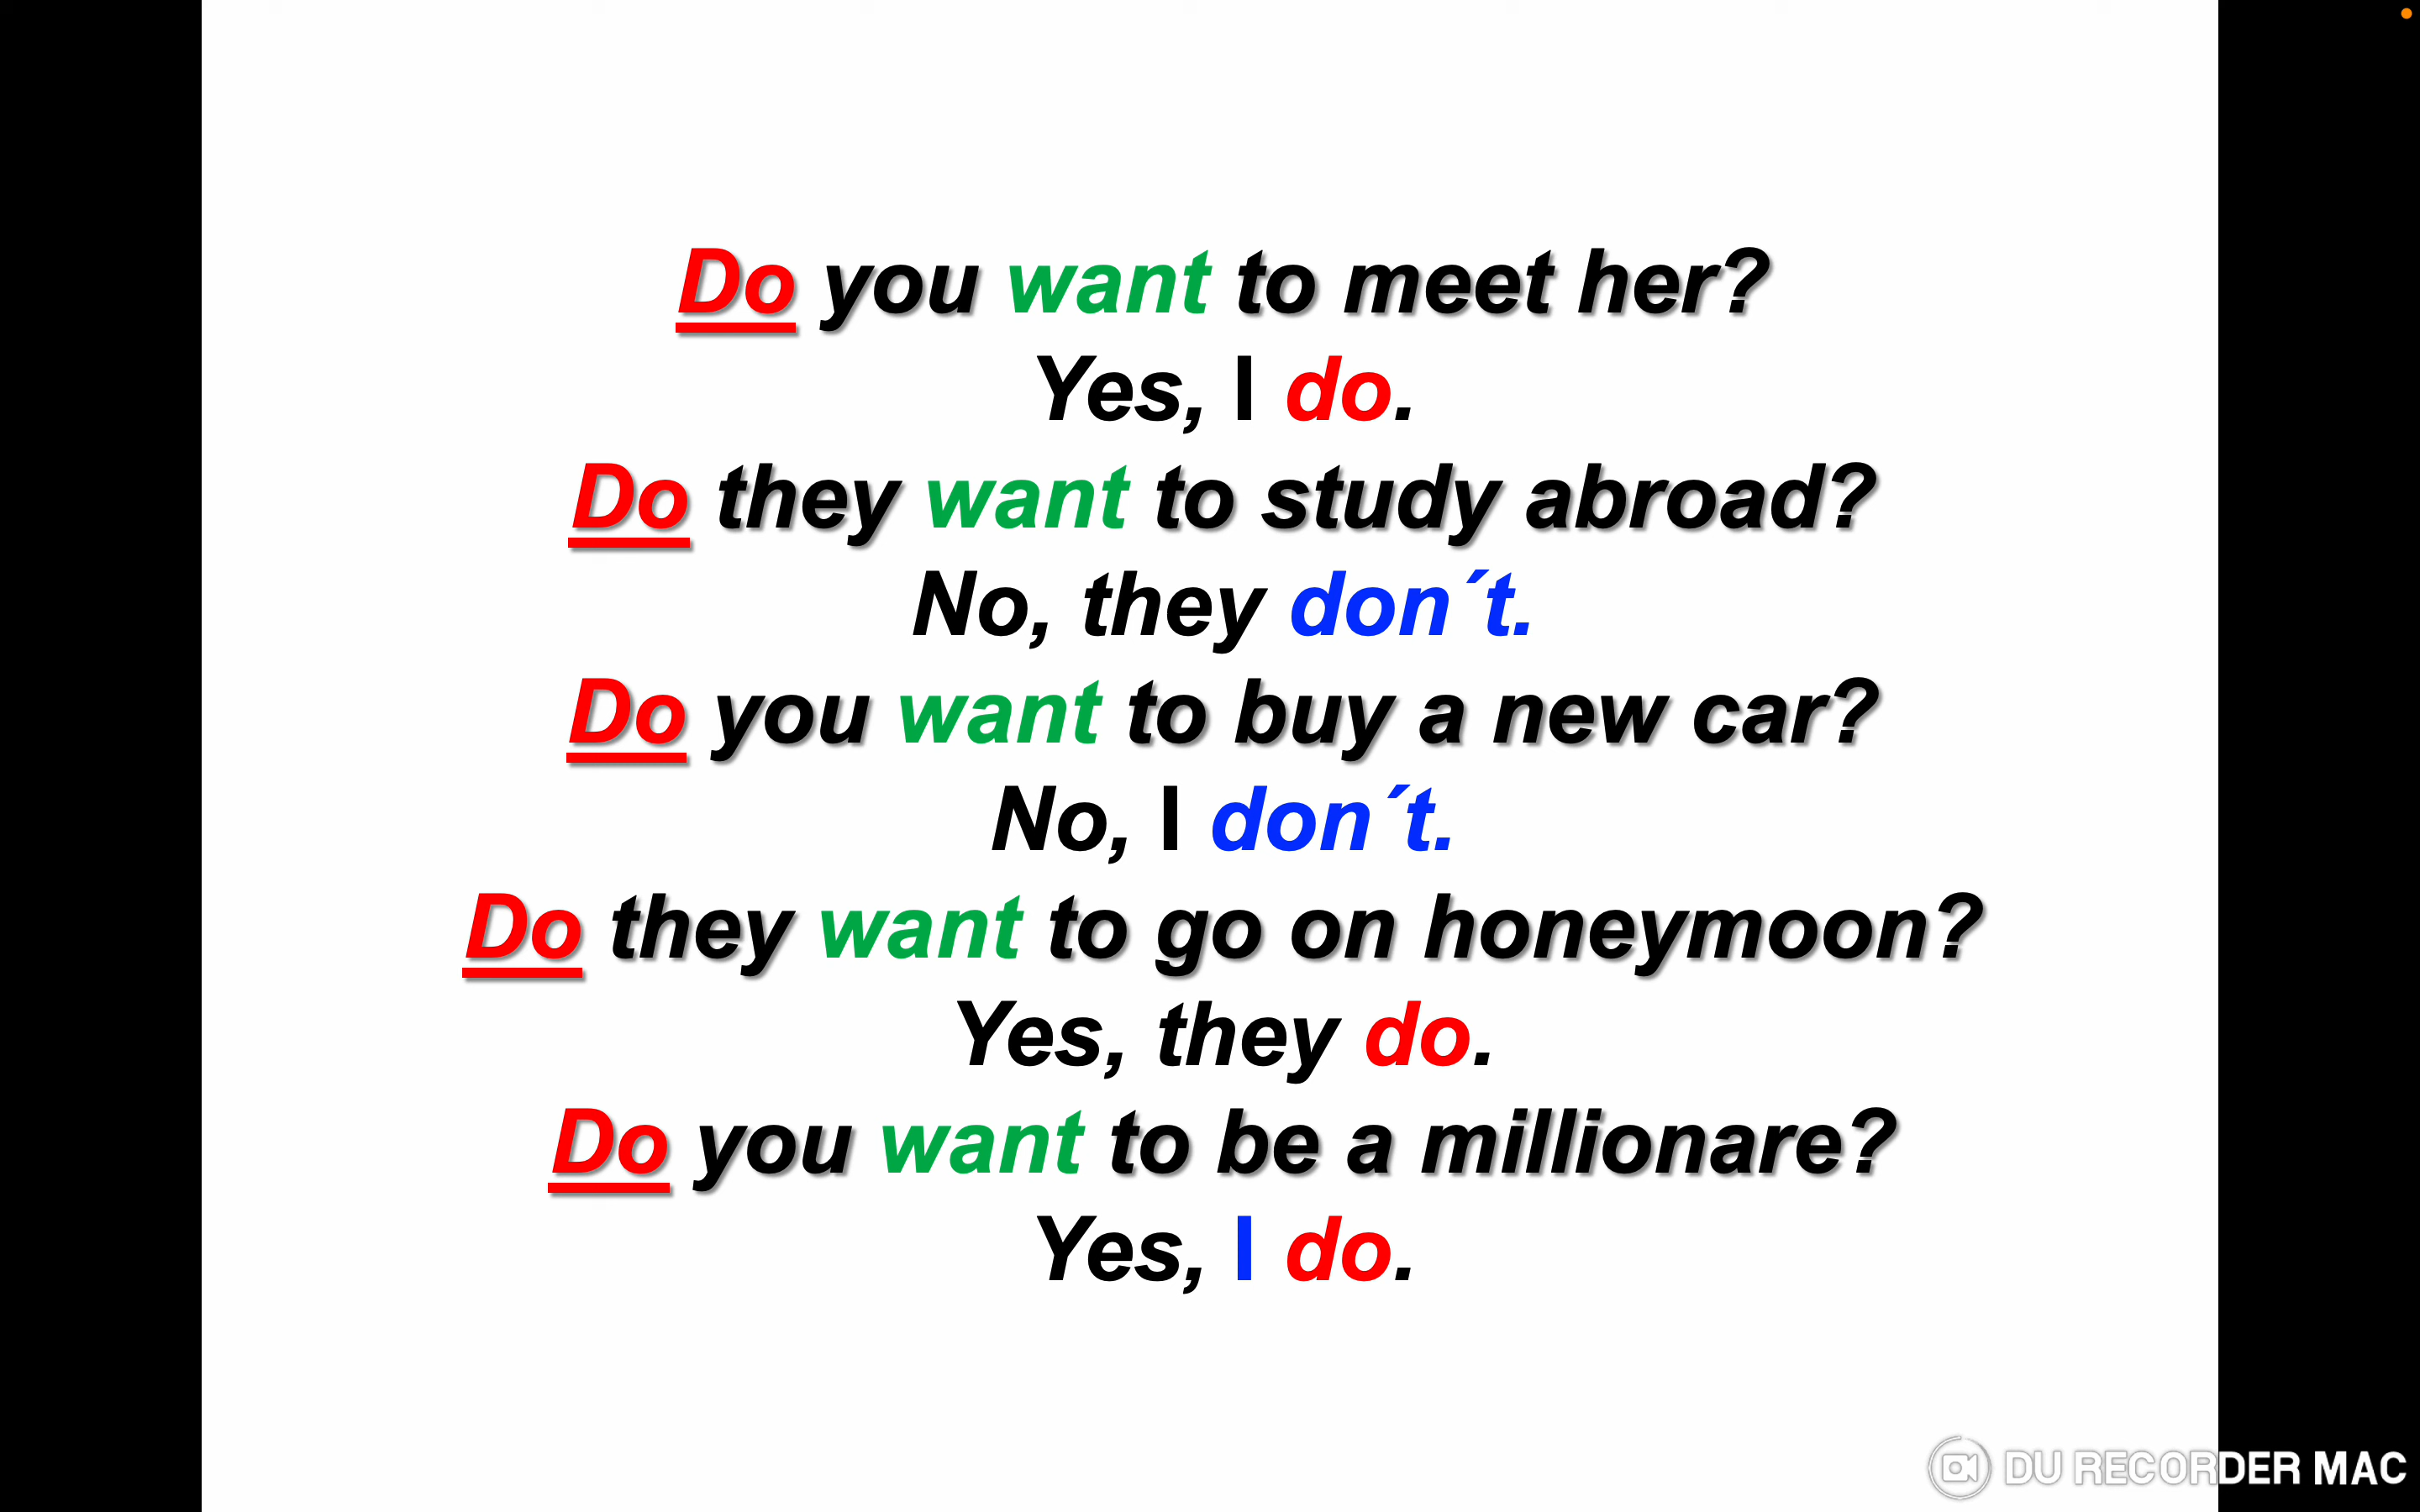 Do you want to meet her?
Yes, I do.
Do they want to study abroad?
No, they don´t.
Do you want to buy a new car?
No, I don´t.
Do they want to go on honeymoon?
Yes, they do.
Do you want to be a millionare?
Yes, I do.
DU RECORDER MAC